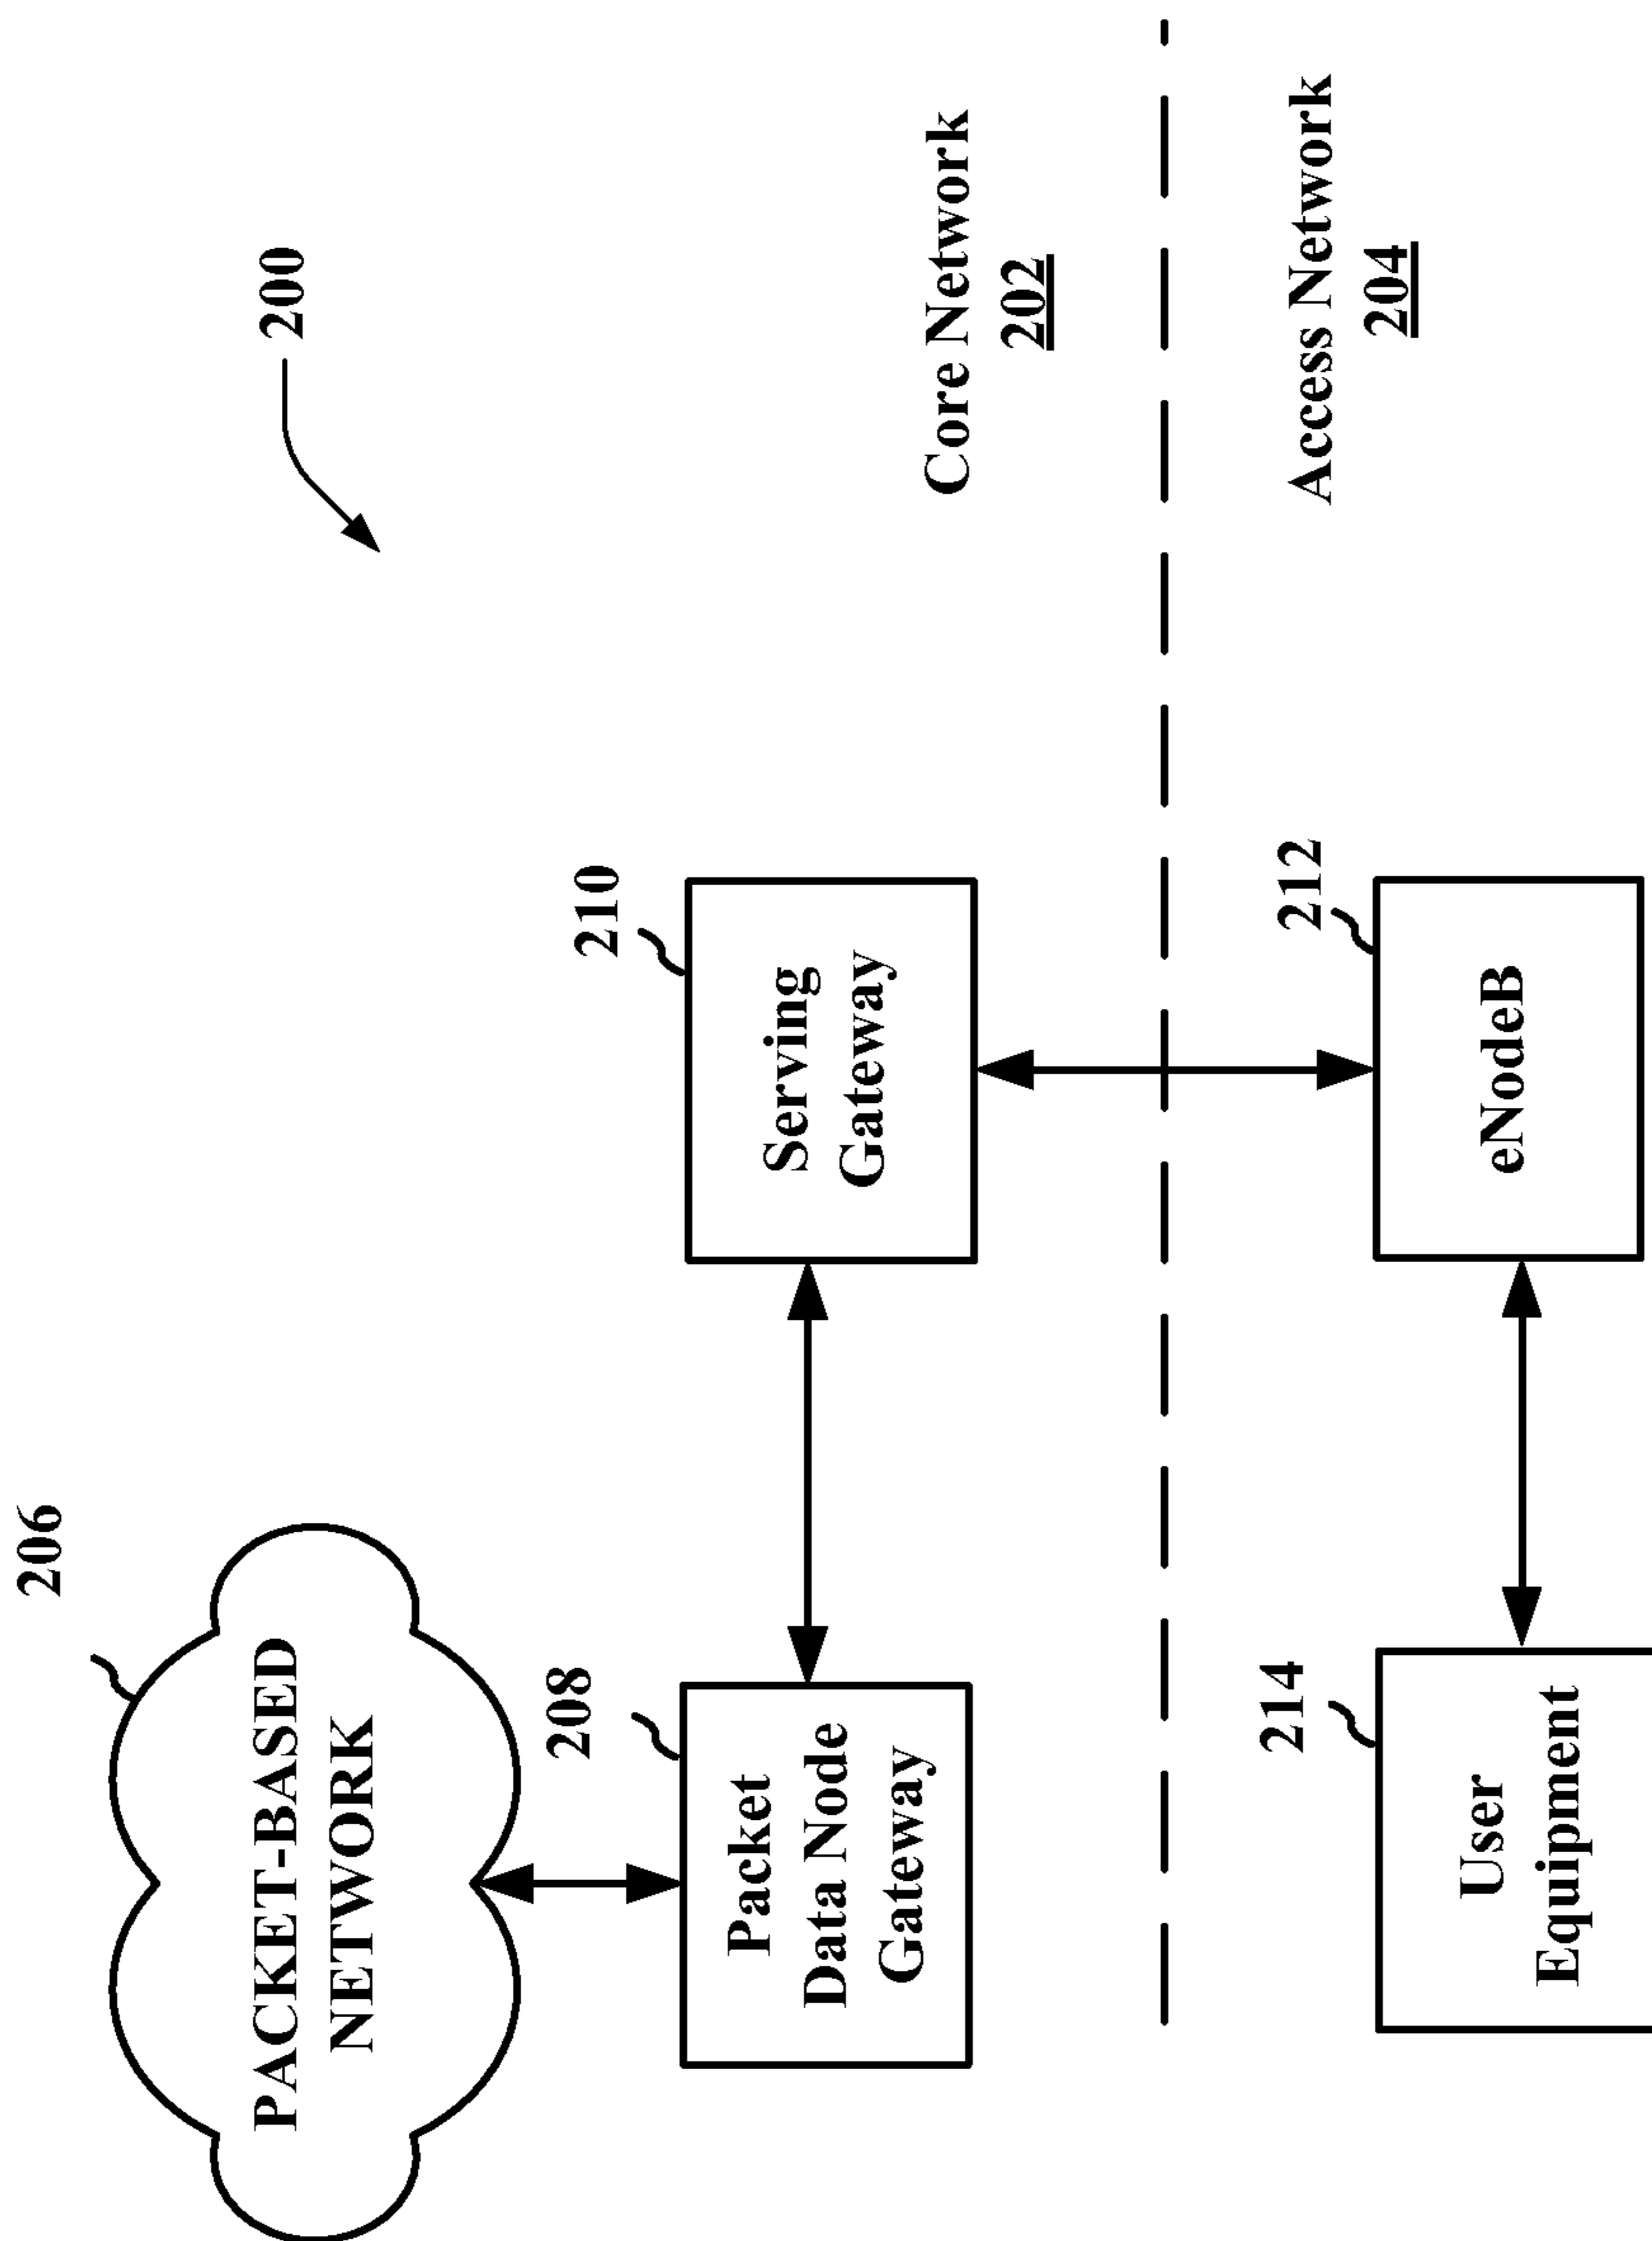 200
206
PACKET-BASED
NETWORK
208
Packet
Data Node
Gateway
210
Serving
Gateway
Core Network
202
Access Network
204
214
User
Equipment
212
eNodeB